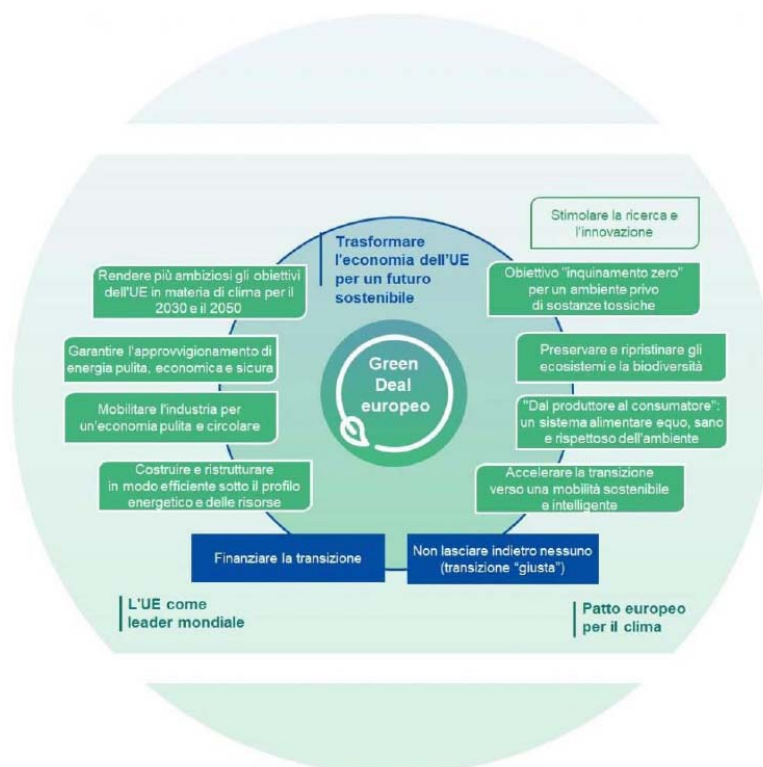 Trasformare
l'economia dell'UE
per un futuro
sostenibile
Stimolare la ricerca e
l'innovazione
Rendere più ambiziosi gli obiettivi
dell'UE in materia di clima per il
2030 e il 2050
Garantire l'approvvigionamento di
energia pulita, economica e sicura
Mobilitare l'industria per
un'economia pulita e circolare
Costruire e ristrutturare
in modo efficiente sotto il profilo
energetico e delle risorse
Green
Deal
europeo
Obiettivo "inquinamento zero"
per un ambiente privo
di sostanze tossiche
Preservare e ripristinare gli
ecosistemi e la biodiversità
"Dal produttore al consumatore":
un sistema alimentare equo, sano
e rispettoso dell'ambiente
Accelerare la transizione
verso una mobilità sostenibile
e intelligente
Finanziare la transizione
Non lasciare indietro nessuno
(transizione "giusta")
L'UE come
leader mondiale
Patto europeo
per il clima